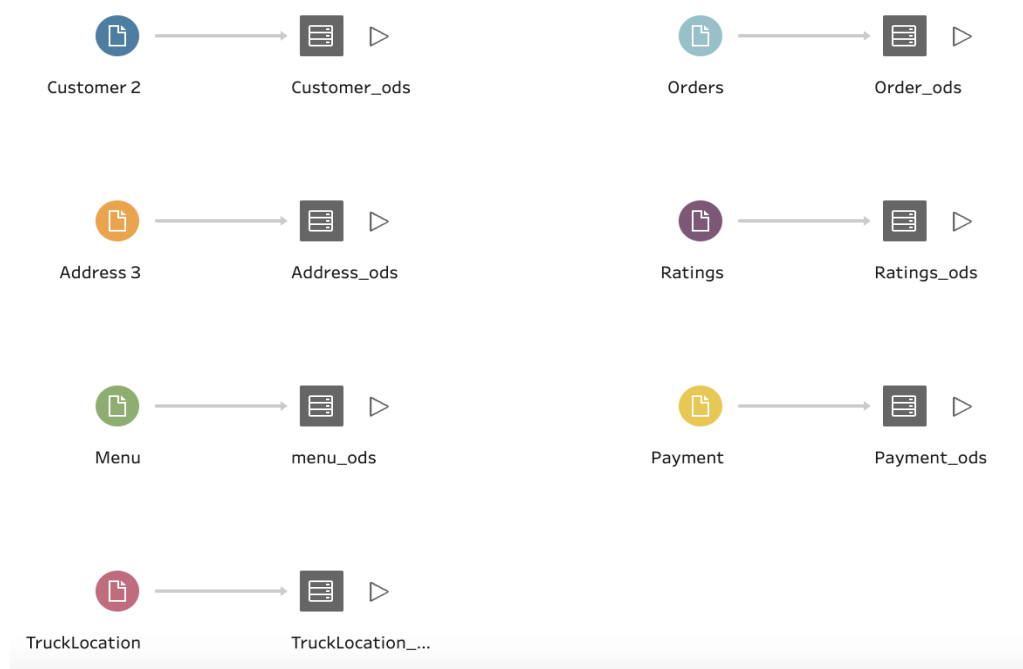 Customer 2
Customer_ods
Orders
Order_ods
Address 3
Address_ods
Ratings
Ratings_ods
Menu
menu_ods
Payment
Payment_ods
TruckLocation
TruckLocation_...